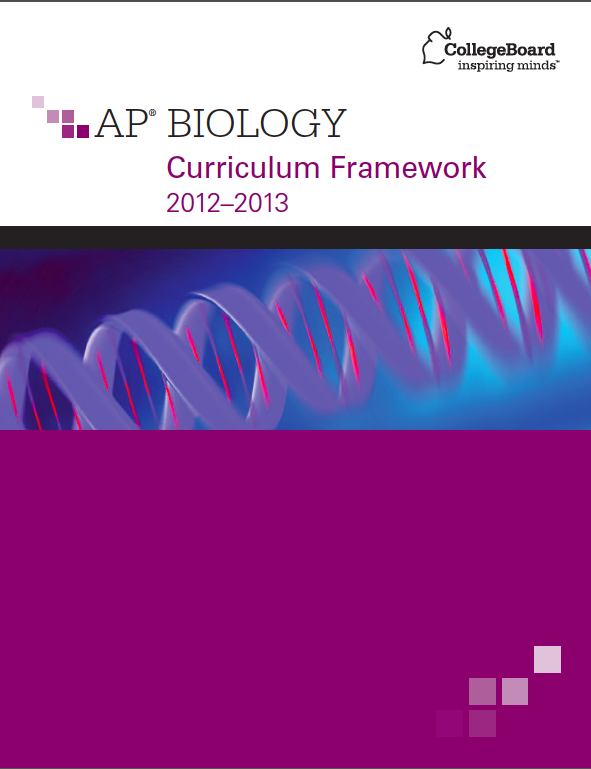 CollegeBoard
inspiring minds™
AP® BIOLOGY
Curriculum Framework
2012–2013